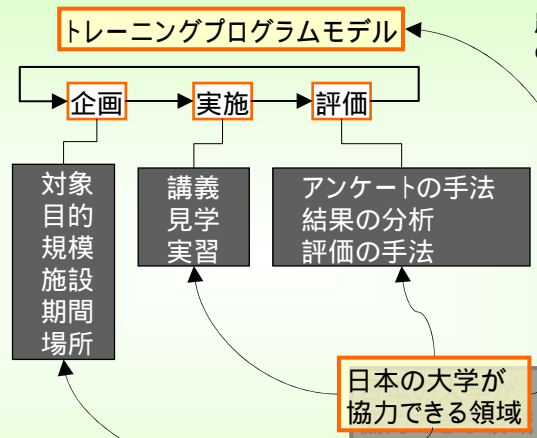 トレーニングプログラムモデル
企画
実施
評価
対象
目的
規模
施設
期間
場所
講義
見学
実習
アンケートの手法
結果の分析
評価の手法
日本の大学が
協力できる領域